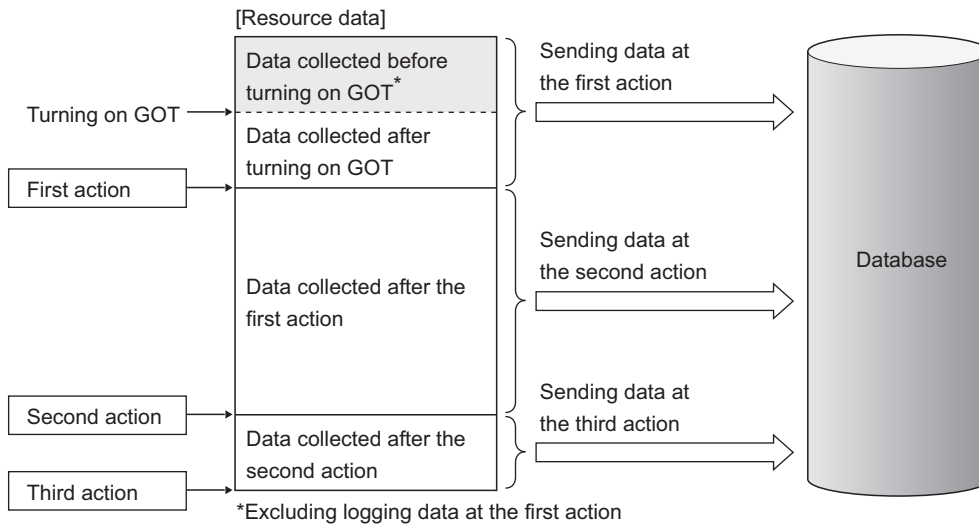 [Resource data]
Data collected before
turning on GOT*
Sending data at
the first action
Turning on GOT
Data collected after
turning on GOT
First action
Sending data at
the second action
Database
Data collected after the
first action
Second action
Sending data at
the third action
Data collected after the
second action
Third action
*Excluding logging data at the first action